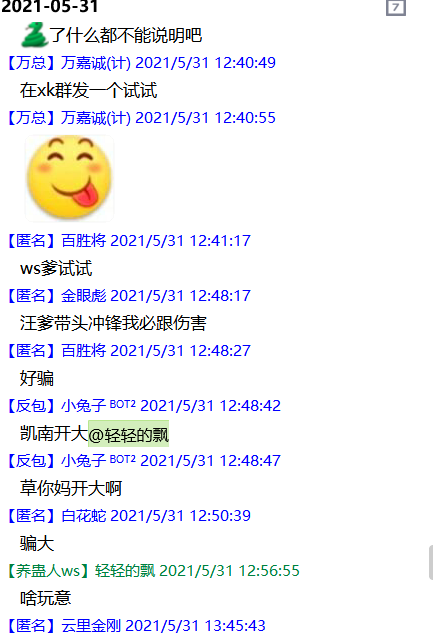 2021-05-31
7
了什么都不能说明吧
【万总】万嘉诚(计) 2021/5/31 12:40:49
在xk群发一个试试
【万总】万嘉诚(计) 2021/5/31 12:40:55
【匿名】百胜将 2021/5/31 12:41:17
ws爹试试
【匿名】金眼彪 2021/5/31 12:48:17
汪爹带头冲锋我必跟伤害
【匿名】百胜将 2021/5/31 12:48:27
好骗
【反包】小兔子 BOT² 2021/5/31 12:48:42
凯南开大@轻轻的飘
【反包】小兔子 BOT² 2021/5/31 12:48:47
草你妈开大啊
【匿名】白花蛇 2021/5/31 12:50:39
骗大
【养蛊人ws】轻轻的飘 2021/5/31 12:56:55
啥玩意
【匿名】云里金刚 2021/5/31 13:45:43